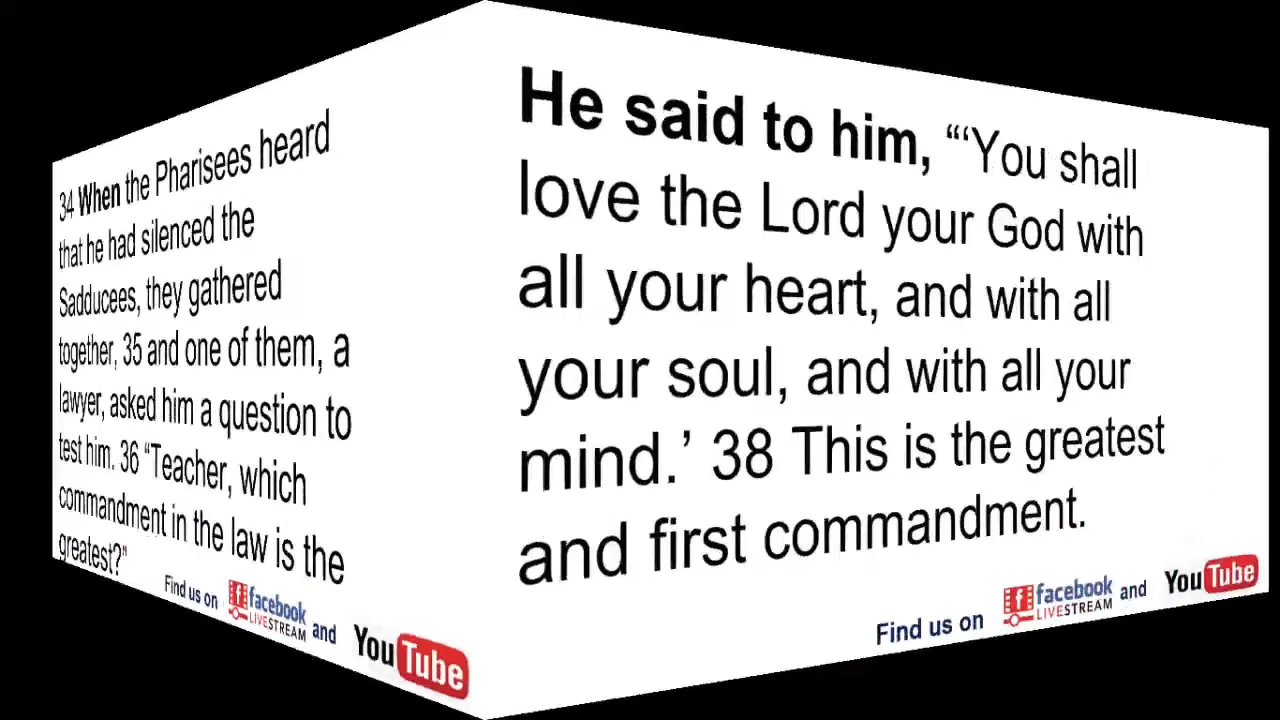 34 When the Pharisees heard
that he had silenced the
Sadducees, they gathered
together, 35 and one of them, a
lawyer, asked him a question to
test him. 36 “Teacher, which
commandment in the law is the
greatest?”
Find us on facebook LIVESTREAM and YouTube
He said to him, “‘You shall
love the Lord your God with
all your heart, and with all
your soul, and with all your
mind.’ 38 This is the greatest
and first commandment.
Find us on facebook LIVESTREAM and YouTube